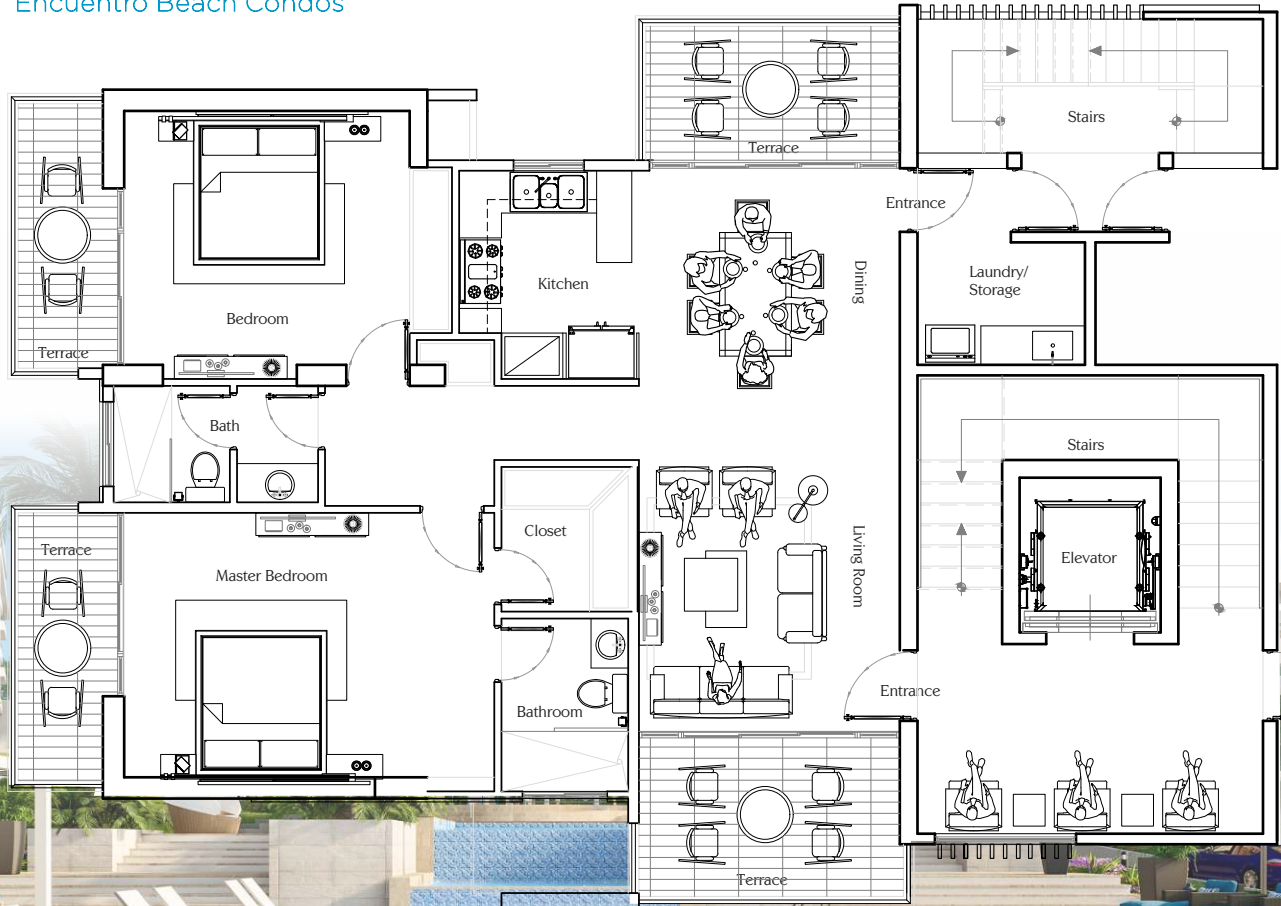 Encuentro Beach Condos
Stairs
Terrace
Entrance
Laundry/
Storage
Dining
Kitchen
Bedroom
Terrace
Bath
Stairs
Closet
Living Room
Elevator
Terrace
Master Bedroom
Entrance
Bathroom
Terrace